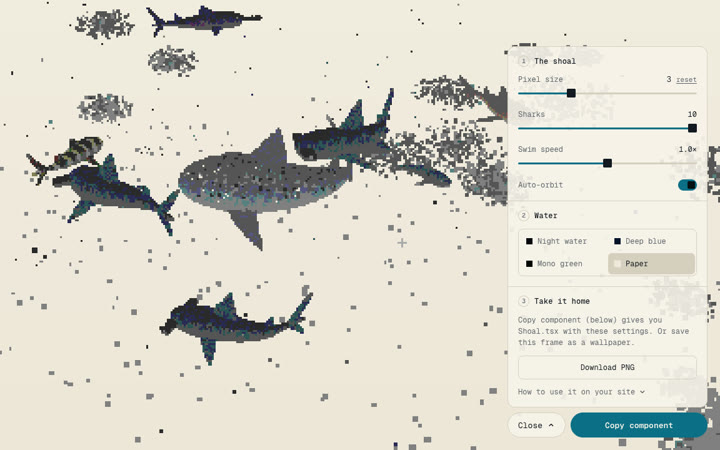 1 The shoal
Pixel size 3 reset
Sharks 10
Swim speed 1.0×
Auto-orbit
2 Water
Night water Deep blue
Mono green Paper
3 Take it home
Copy component (below) gives you
Shoal.tsx with these settings. Or save
this frame as a wallpaper.
Download PNG
How to use it on your site
Close Copy component